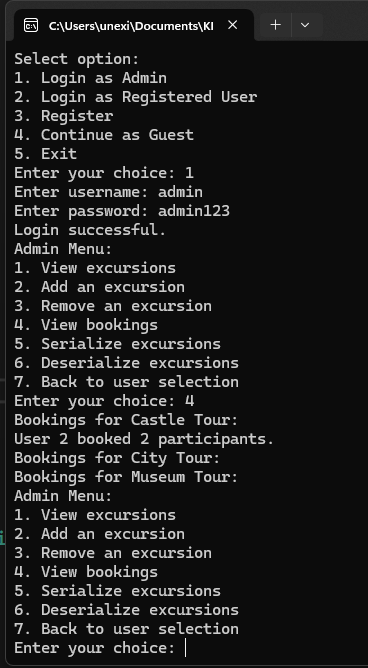 C:\Users\unexi\Documents\KI
Select option:
1. Login as Admin
2. Login as Registered User
3. Register
4. Continue as Guest
5. Exit
Enter your choice: 1
Enter username: admin
Enter password: admin123
Login successful.
Admin Menu:
1. View excursions
2. Add an excursion
3. Remove an excursion
4. View bookings
5. Serialize excursions
6. Deserialize excursions
7. Back to user selection
Enter your choice: 4
Bookings for Castle Tour:
User 2 booked 2 participants.
Bookings for City Tour:
Bookings for Museum Tour:
Admin Menu:
1. View excursions
2. Add an excursion
3. Remove an excursion
4. View bookings
5. Serialize excursions
6. Deserialize excursions
7. Back to user selection
Enter your choice: